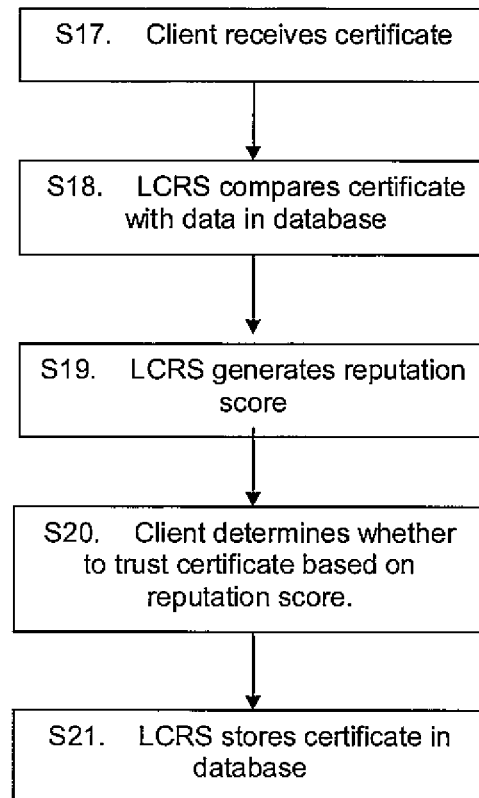 S17. Client receives certificate
S18. LCRS compares certificate
with data in database
S19. LCRS generates reputation
score
S20. Client determines whether
to trust certificate based on
reputation score.
S21. LCRS stores certificate in
database